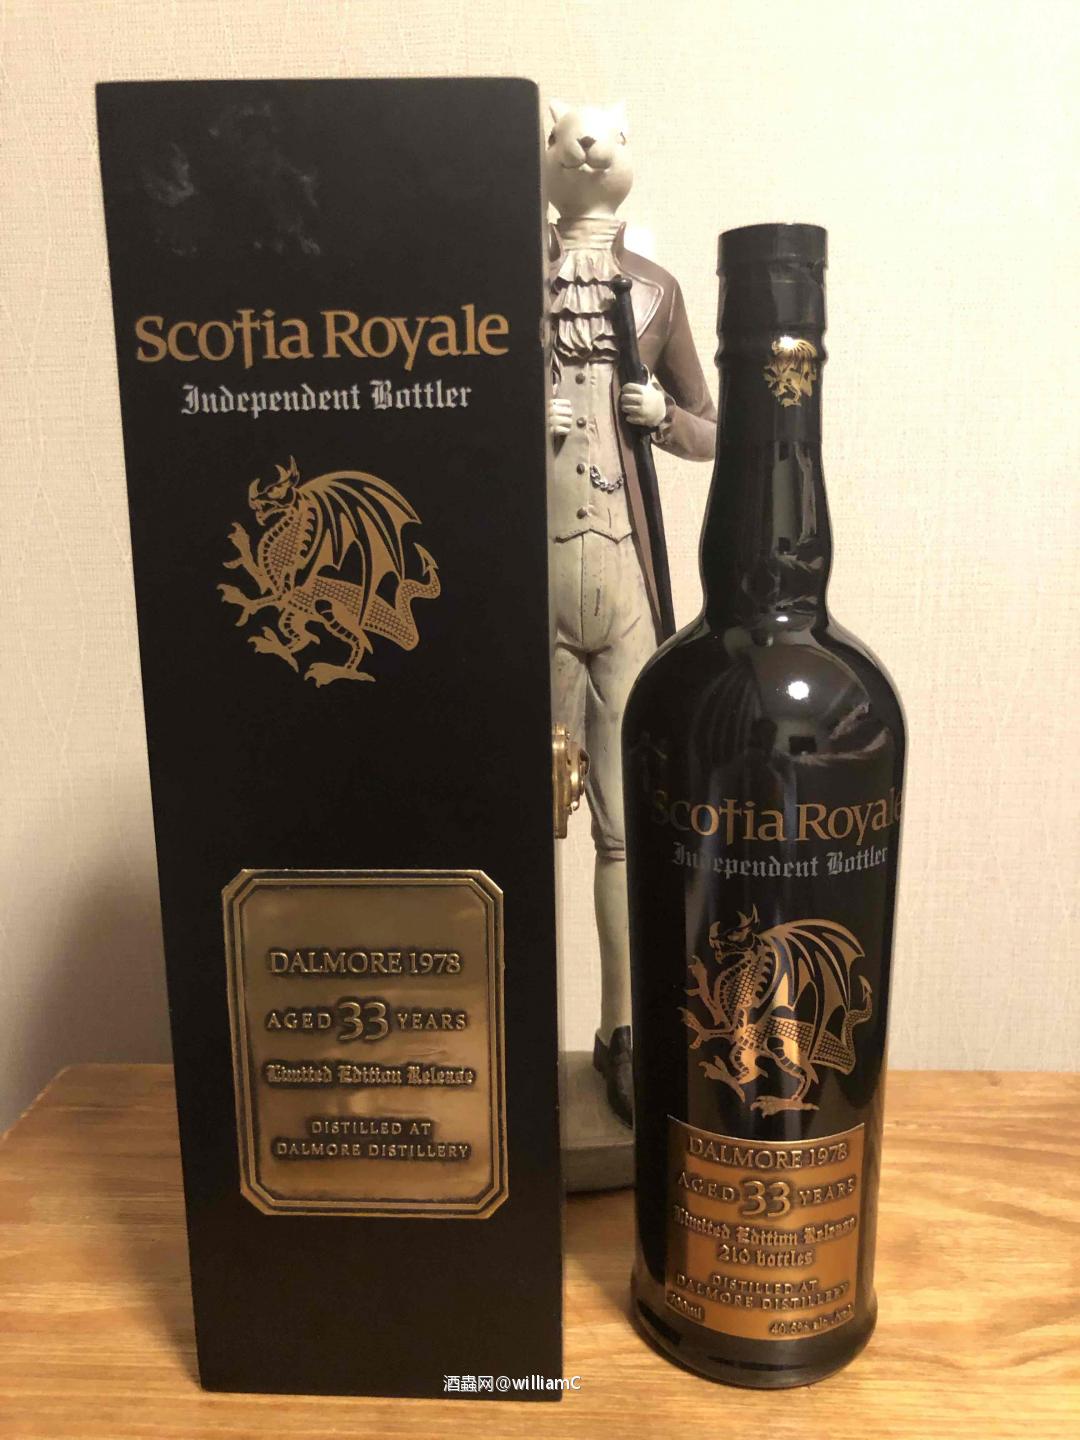 Scotia Royale
Independent Bottler
DALMORE 1978
AGED 33 YEARS
Limited Edition Release
DISTILLED AT
DALMORE DISTILLERY
Scotia Royale
Independent Bottler
DALMORE 1978
AGED 33 YEARS
Limited Edition Release
210 bottles
DISTILLED AT
DALMORE DISTILLERY
700ml
酒蟲网@williamC